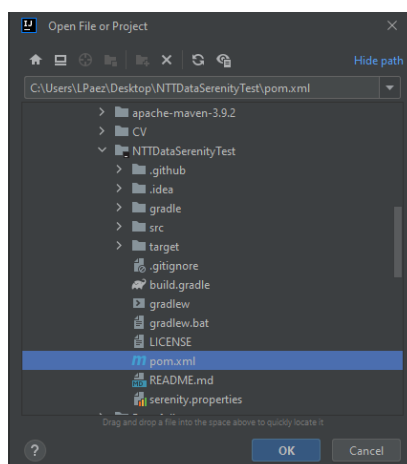 IJ Open File or Project
Hide path
C:\Users\LPaez\Desktop\NTTDataSerenityTest\pom.xml
apache-maven-3.9.2
CV
NTTDataSerenityTest
.github
.idea
gradle
src
target
.gitignore
build.gradle
gradlew
gradlew.bat
LICENSE
m pom.xml
MD README.md
serenity.properties
Drag and drop a file into the space above to quickly locate it
? OK Cancel